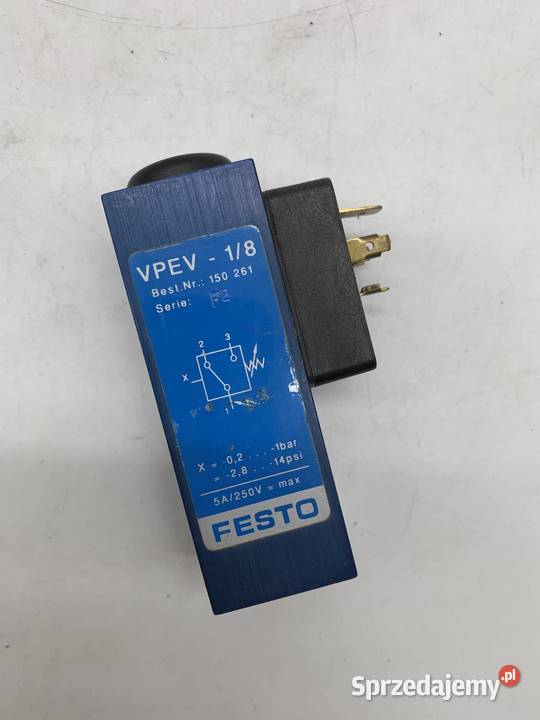 VPEV - 1/8
Best.Nr.: 150 261
Serie: F2
2 3
X
1
X = -0,2 ... -1bar
= -2,8 ... -14psi
5A/250V = max
FESTO
Sprzedajemy.pl